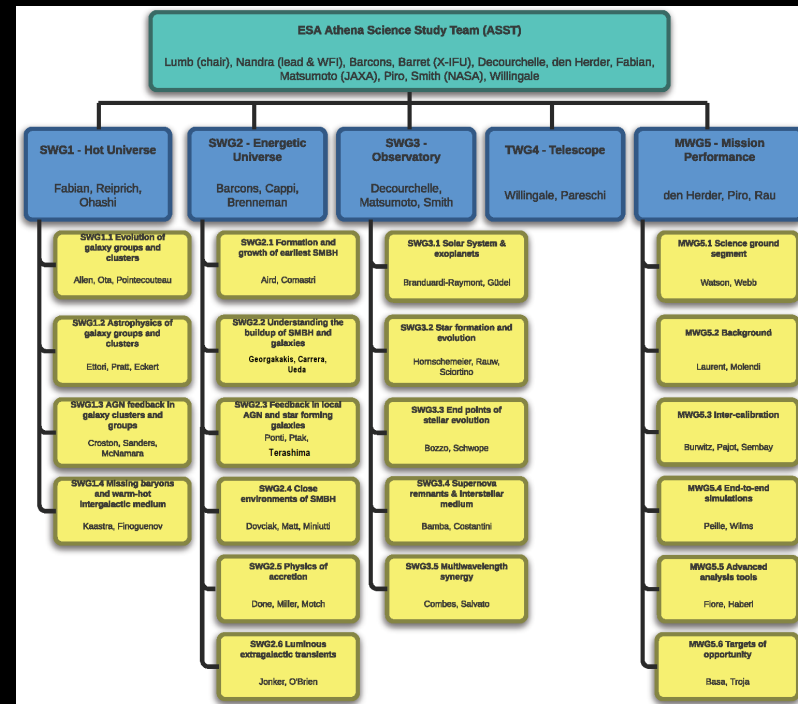 ESA Athena Science Study Team (ASST)
Lumb (chair), Nandra (lead & WFI), Barcons, Barret (X-IFU), Decourchelle, den Herder, Fabian,
Matsumoto (JAXA), Piro, Smith (NASA), Willingale
SWG1 - Hot Universe
Fabian, Reiprich,
Ohashi
SWG2 - Energetic
Universe
Barcons, Cappi,
Brenneman
SWG3 -
Observatory
Decourchelle,
Matsumoto, Smith
TWG4 - Telescope
Willingale, Pareschi
MWG5 - Mission
Performance
den Herder, Piro, Rau
SWG1.1 Evolution of
galaxy groups and
clusters
Allen, Ota, Pointecouteau
SWG1.2 Astrophysics of
galaxy groups and
clusters
Ettori, Pratt, Eckert
SWG1.3 AGN feedback in
galaxy clusters and
groups
Croston, Sanders,
McNamara
SWG1.4 Missing baryons
and warm-hot
intergalactic medium
Kaastra, Finoguenov
SWG2.1 Formation and
growth of earliest SMBH
Aird, Comastri
SWG2.2 Understanding the
buildup of SMBH and
galaxies
Georgakakis, Carrera,
Ueda
SWG2.3 Feedback in local
AGN and star forming
galaxies
Ponti, Ptak,
Terashima
SWG2.4 Close
environments of SMBH
Dovciak, Matt, Miniutti
SWG2.5 Physics of
accretion
Done, Miller, Motch
SWG2.6 Luminous
extragalactic transients
Jonker, O'Brien
SWG3.1 Solar System &
exoplanets
Branduardi-Raymont, Güdel
SWG3.2 Star formation and
evolution
Hornschemeier, Rauw,
Sciortino
SWG3.3 End points of
stellar evolution
Bozzo, Schwope
SWG3.4 Supernova
remnants & Interstellar
medium
Bamba, Costantini
SWG3.5 Multiwavelength
synergy
Combes, Salvato
MWG5.1 Science ground
segment
Watson, Webb
MWG5.2 Background
Laurent, Molendi
MWG5.3 Inter-calibration
Burwitz, Pajot, Sembay
MWG5.4 End-to-end
simulations
Peille, Wilms
MWG5.5 Advanced
analysis tools
Fiore, Haberl
MWG5.6 Targets of
opportunity
Basa, Troja